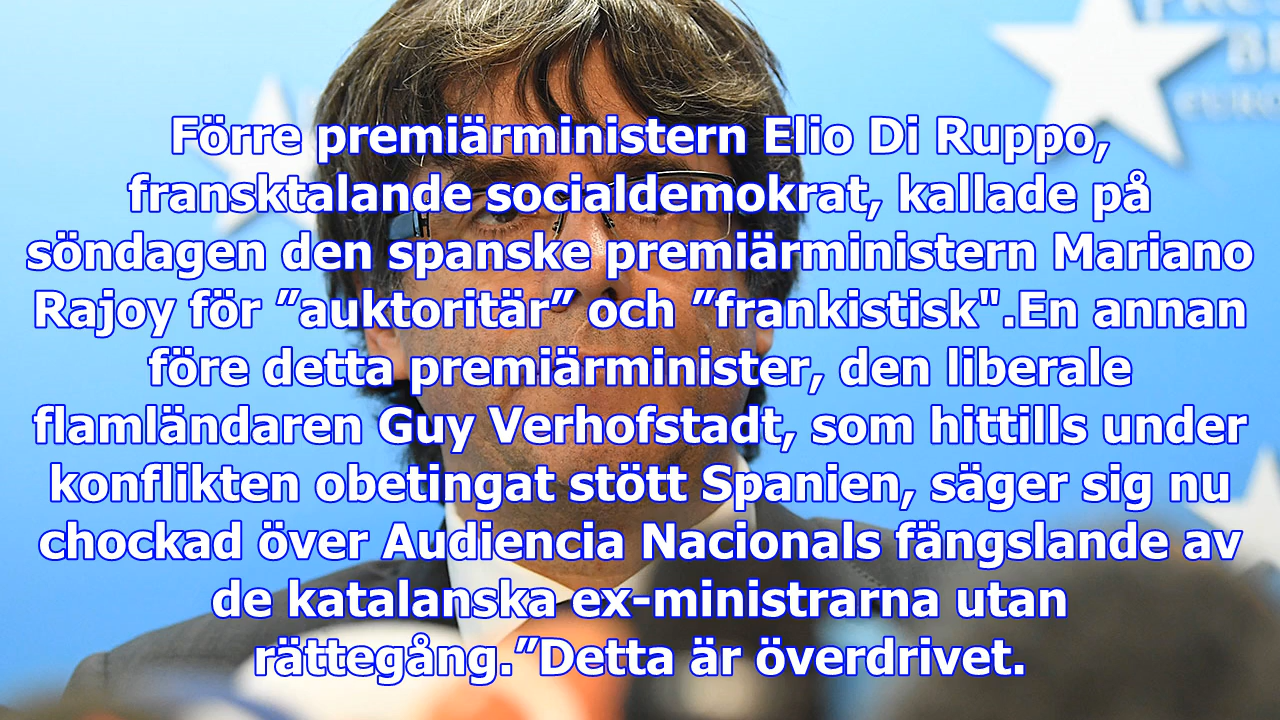 Förre premiärministern Elio Di Ruppo,
fransktalande socialdemokrat, kallade på
söndagen den spanske premiärministern Mariano
Rajoy för ”auktoritär” och ”frankistisk".En annan
före detta premiärminister, den liberale
flamländaren Guy Verhofstadt, som hittills under
konflikten obetingat stött Spanien, säger sig nu
chockad över Audiencia Nacionals fängslande av
de katalanska ex-ministrarna utan
rättegång.”Detta är överdrivet.